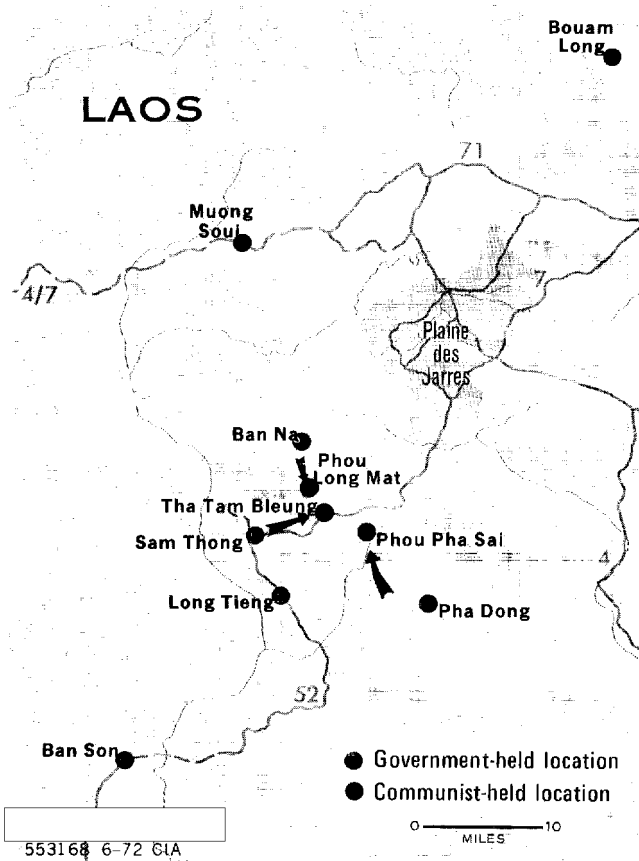 Bouam
Long
LAOS
71
Muong
Soui
4/7
7
Plaine
des
Jarres
Ban Na
Phou
Long Mat
Tha Tam Bleung
Sam Thong
Phou Pha Sai
4
Long Tieng
Pha Dong
52
Ban Son
Government-held location
Communist-held location
0 10
MILES
553168 6-72 CIA